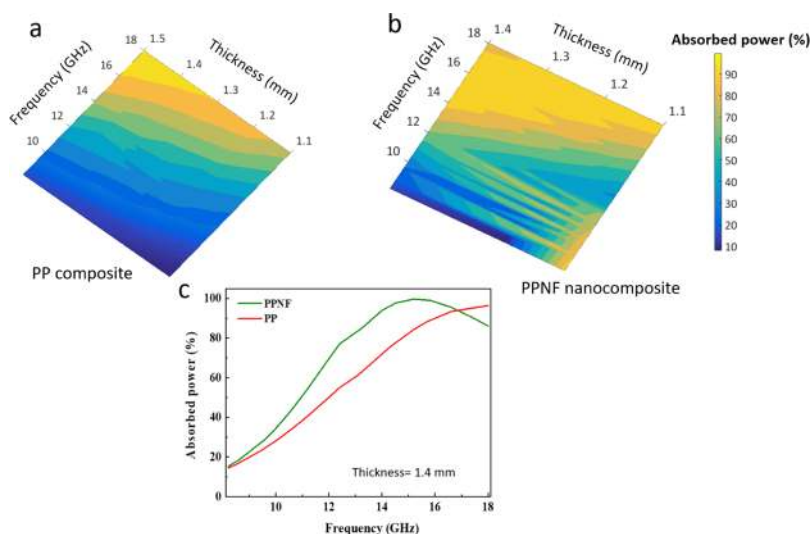 a
Frequency (GHz)
18
16
14
12
10
Thickness (mm)
1.5
1.4
1.3
1.2
1.1
PP composite
b
Frequency (GHz)
18
16
14
12
10
Thickness (mm)
1.4
1.3
1.2
1.1
PPNF nanocomposite
Absorbed power (%)
90
80
70
60
50
40
30
20
10
c
PPNF
PP
Absorbed power (%)
100
80
60
40
20
0
Thickness= 1.4 mm
10 12 14 16 18
Frequency (GHz)